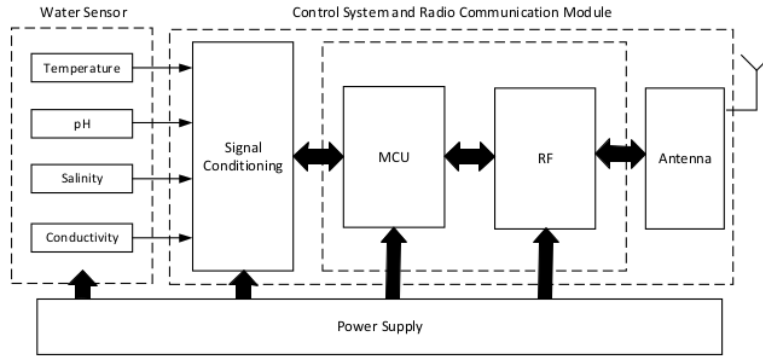 Water Sensor
Control System and Radio Communication Module
Temperature
pH
Salinity
Conductivity
Signal
Conditioning
MCU
RF
Antenna
Power Supply